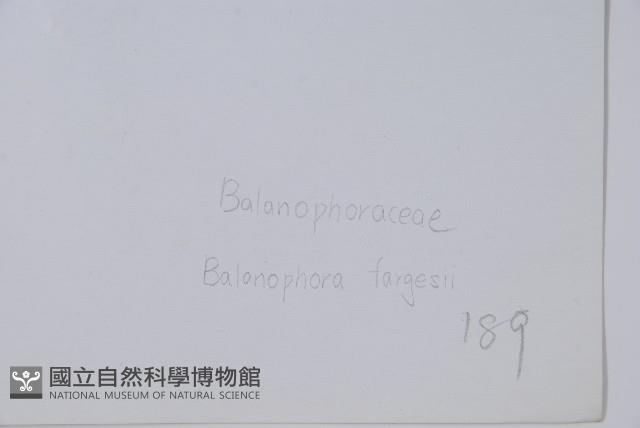 Balanophoraceae
Balanophora fargesii
189
國立自然科學博物館
NATIONAL MUSEUM OF NATURAL SCIENCE